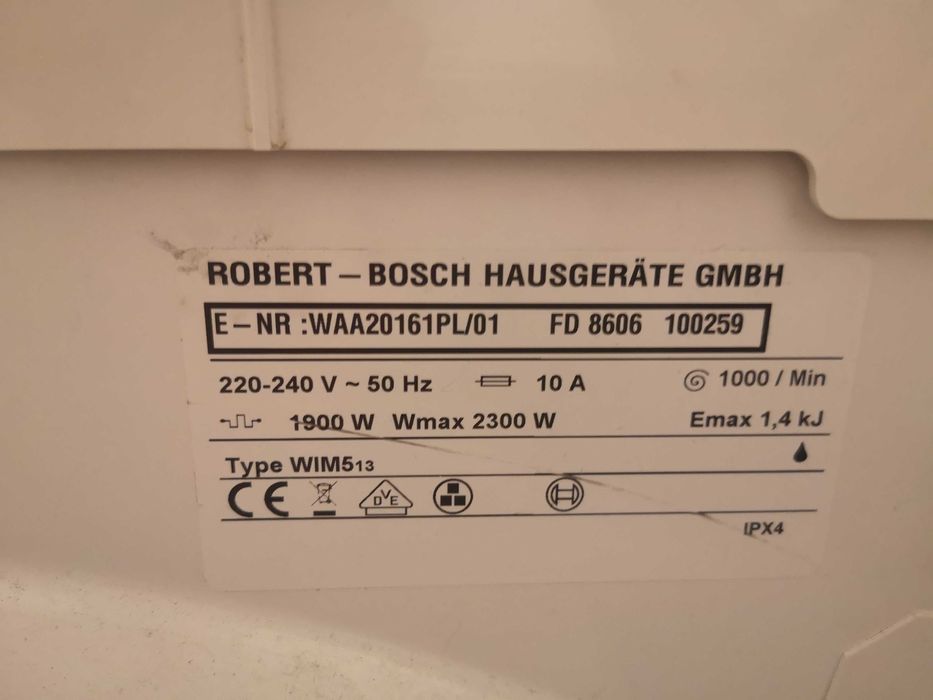 ROBERT – BOSCH HAUSGERÄTE GMBH
E – NR : WAA20161PL/01 FD 8606 100259
220-240 V ~ 50 Hz 10 A 1000 / Min
1900 W Wmax 2300 W Emax 1,4 kJ
Type WIM513
CE DVE
IPX4